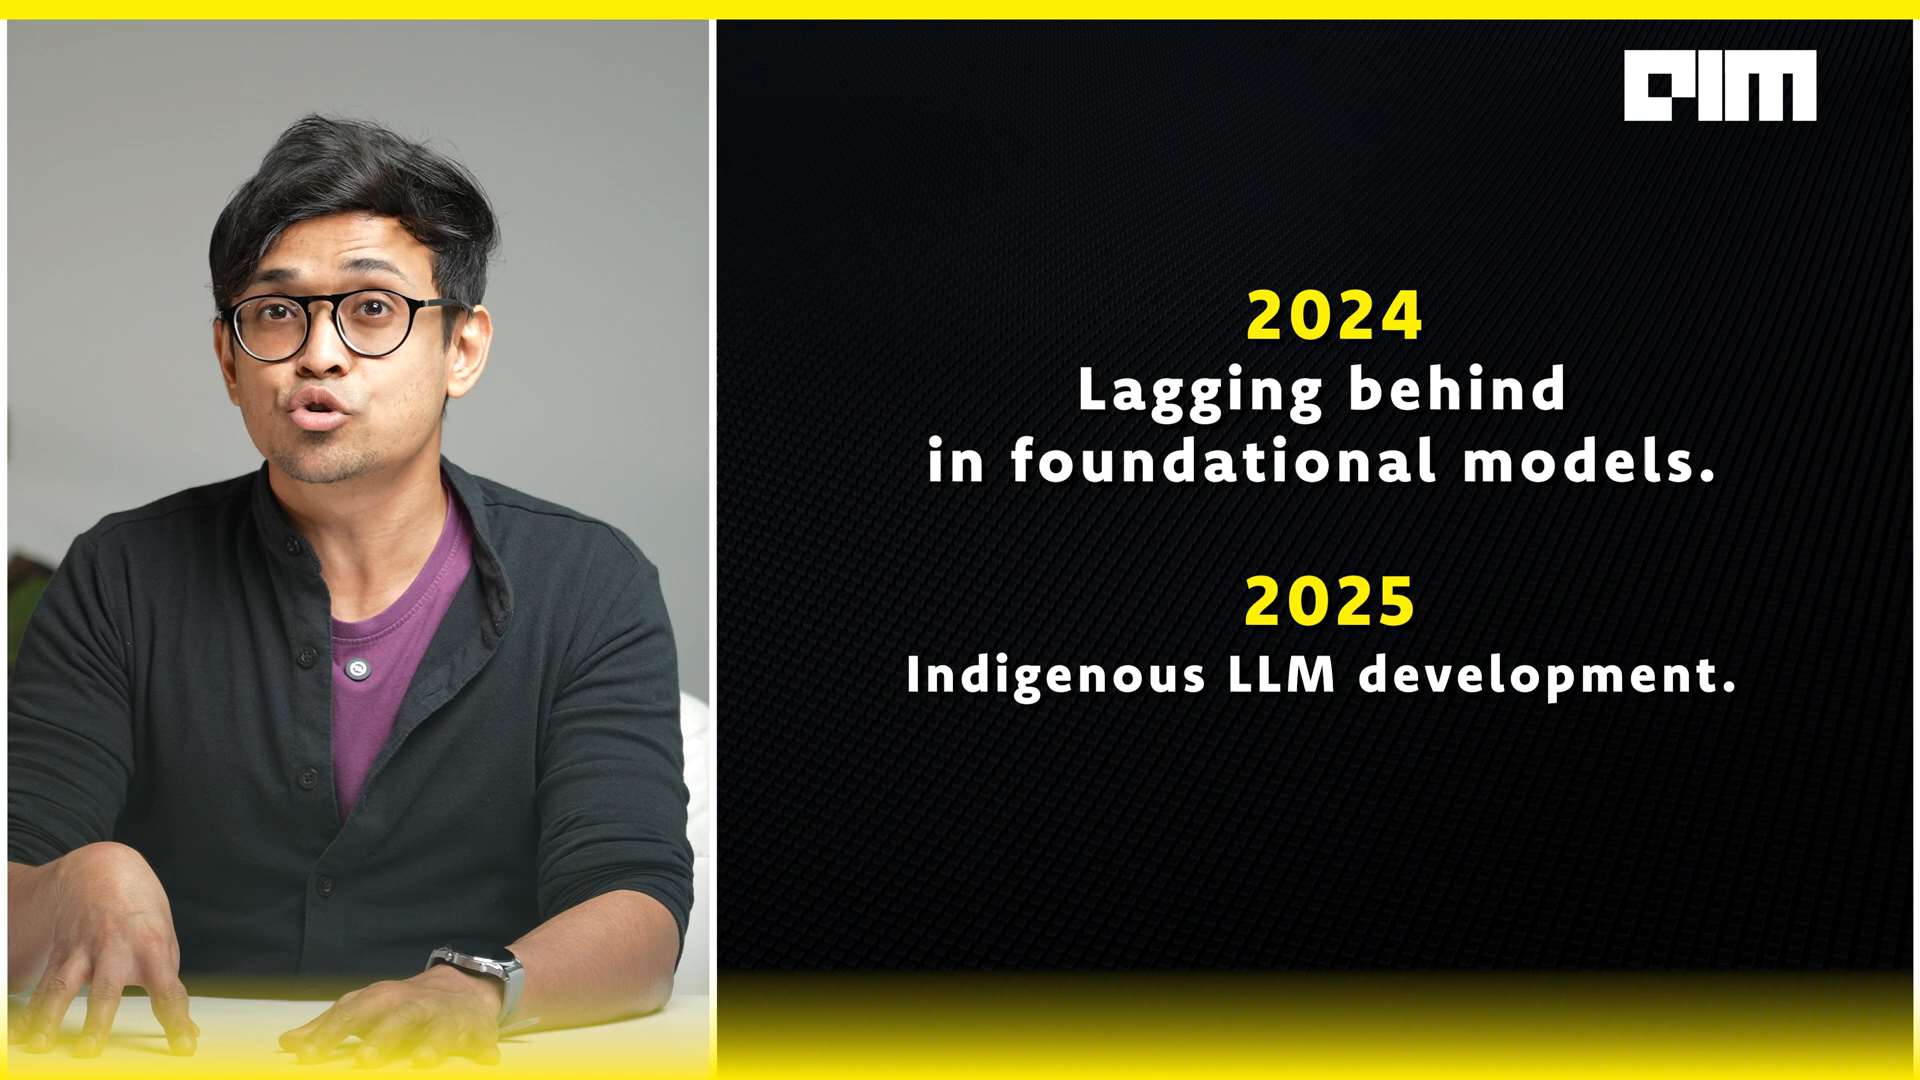 AIM
2024
Lagging behind
in foundational models.
2025
Indigenous LLM development.